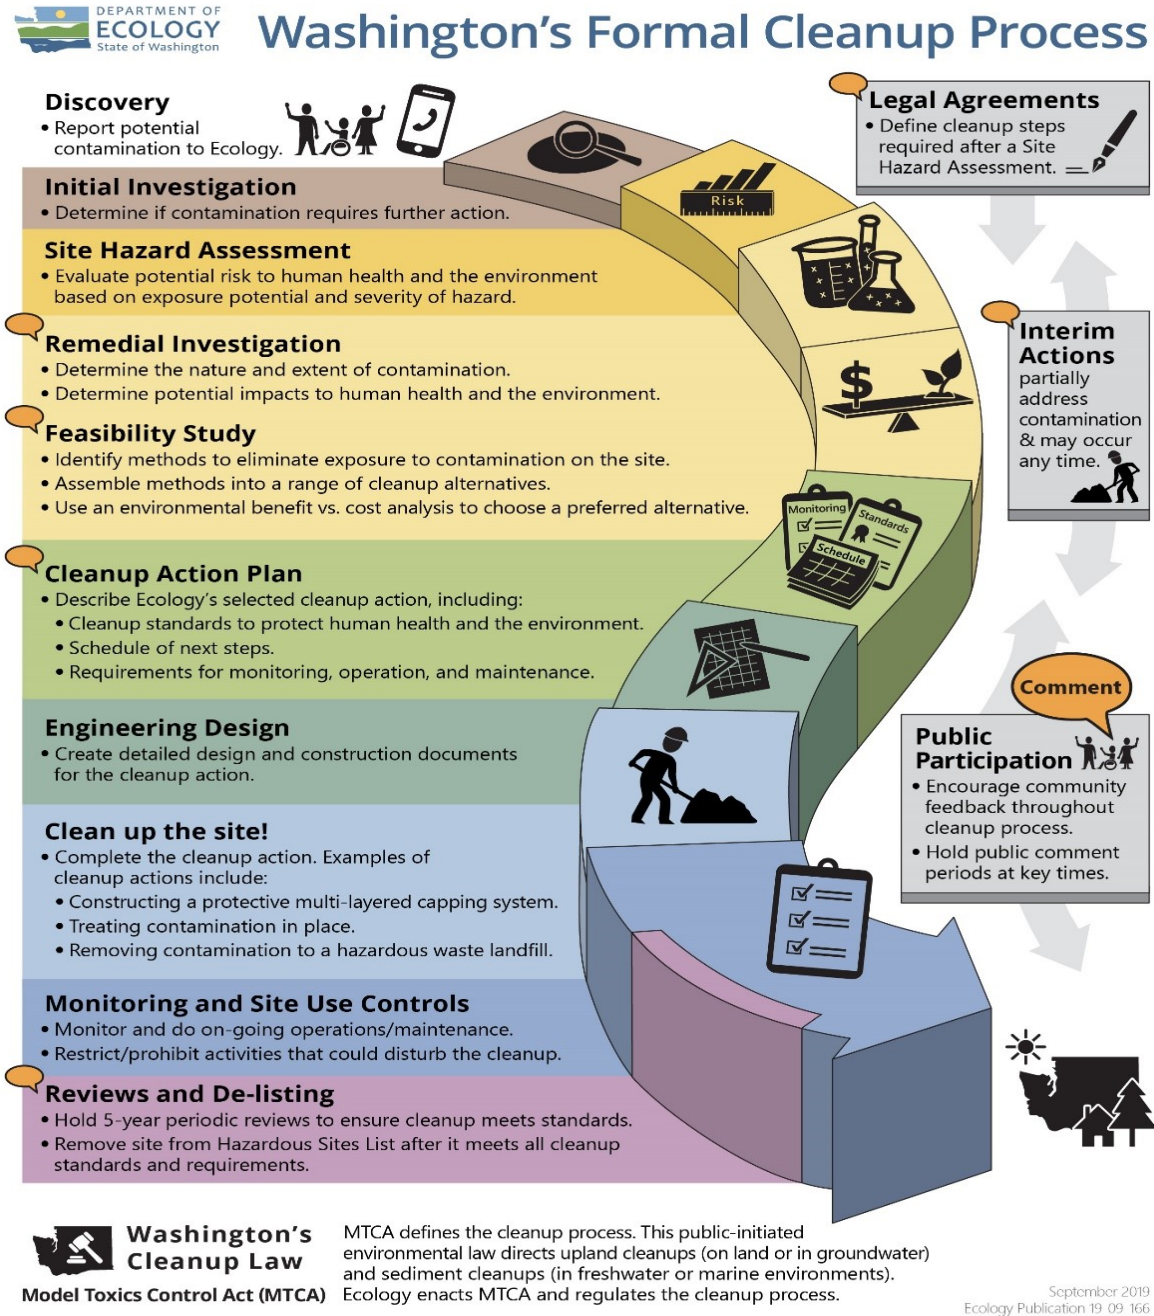 DEPARTMENT OF
ECOLOGY
State of Washington
Washington's Formal Cleanup Process
Discovery
• Report potential
contamination to Ecology.
Initial Investigation
• Determine if contamination requires further action.
Site Hazard Assessment
• Evaluate potential risk to human health and the environment
based on exposure potential and severity of hazard.
Remedial Investigation
• Determine the nature and extent of contamination.
• Determine potential impacts to human health and the environment.
Feasibility Study
• Identify methods to eliminate exposure to contamination on the site.
• Assemble methods into a range of cleanup alternatives.
• Use an environmental benefit vs. cost analysis to choose a preferred alternative.
Cleanup Action Plan
• Describe Ecology's selected cleanup action, including:
• Cleanup standards to protect human health and the environment.
• Schedule of next steps.
• Requirements for monitoring, operation, and maintenance.
Engineering Design
• Create detailed design and construction documents
for the cleanup action.
Clean up the site!
• Complete the cleanup action. Examples of
cleanup actions include:
• Constructing a protective multi-layered capping system.
• Treating contamination in place.
• Removing contamination to a hazardous waste landfill.
Monitoring and Site Use Controls
• Monitor and do on-going operations/maintenance.
• Restrict/prohibit activities that could disturb the cleanup.
Reviews and De-listing
• Hold 5-year periodic reviews to ensure cleanup meets standards.
• Remove site from Hazardous Sites List after it meets all cleanup
standards and requirements.
Risk
$
Monitoring
Standards
Schedule
Legal Agreements
• Define cleanup steps
required after a Site
Hazard Assessment.
Interim
Actions
partially
address
contamination
& may occur
any time.
Comment
Public
Participation
• Encourage community
feedback throughout
cleanup process.
• Hold public comment
periods at key times.
Washington's
Cleanup Law
Model Toxics Control Act (MTCA)
MTCA defines the cleanup process. This public-initiated
environmental law directs upland cleanups (on land or in groundwater)
and sediment cleanups (in freshwater or marine environments).
Ecology enacts MTCA and regulates the cleanup process.
September 2019
Ecology Publication 19-09-166